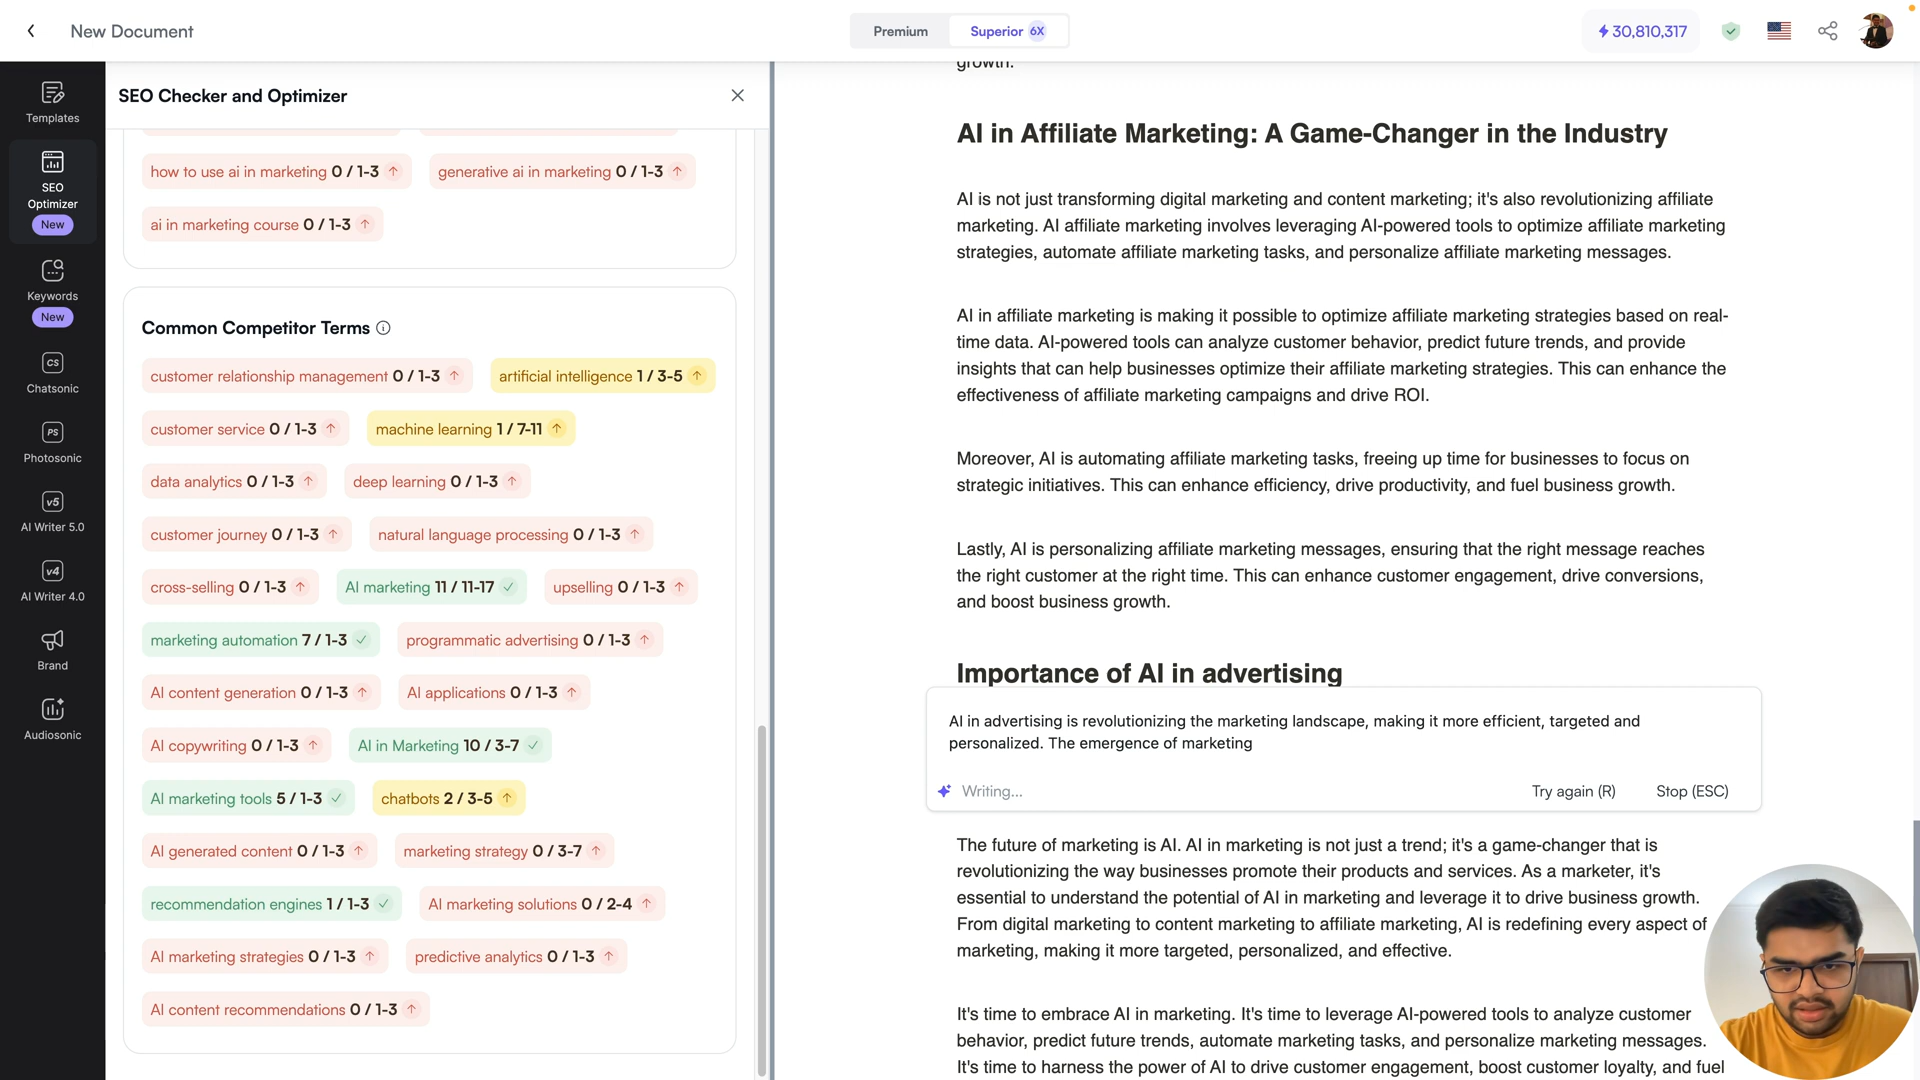 New Document
Premium
Superior 6X
30,810,317
Templates
SEO
Optimizer
New
Keywords
New
CS
Chatsonic
PS
Photosonic
v5
AI Writer 5.0
v4
AI Writer 4.0
Brand
Audiosonic
SEO Checker and Optimizer
how to use ai in marketing 0 / 1-3
generative ai in marketing 0 / 1-3
ai in marketing course 0 / 1-3
Common Competitor Terms
customer relationship management 0 / 1-3
artificial intelligence 1 / 3-5
customer service 0 / 1-3
machine learning 1 / 7-11
data analytics 0 / 1-3
deep learning 0 / 1-3
customer journey 0 / 1-3
natural language processing 0 / 1-3
cross-selling 0 / 1-3
AI marketing 11 / 11-17
upselling 0 / 1-3
marketing automation 7 / 1-3
programmatic advertising 0 / 1-3
AI content generation 0 / 1-3
AI applications 0 / 1-3
AI copywriting 0 / 1-3
AI in Marketing 10 / 3-7
AI marketing tools 5 / 1-3
chatbots 2 / 3-5
AI generated content 0 / 1-3
marketing strategy 0 / 3-7
recommendation engines 1 / 1-3
AI marketing solutions 0 / 2-4
AI marketing strategies 0 / 1-3
predictive analytics 0 / 1-3
AI content recommendations 0 / 1-3
growth.
AI in Affiliate Marketing: A Game-Changer in the Industry
AI is not just transforming digital marketing and content marketing; it's also revolutionizing affiliate
marketing. AI affiliate marketing involves leveraging AI-powered tools to optimize affiliate marketing
strategies, automate affiliate marketing tasks, and personalize affiliate marketing messages.
AI in affiliate marketing is making it possible to optimize affiliate marketing strategies based on real-
time data. AI-powered tools can analyze customer behavior, predict future trends, and provide
insights that can help businesses optimize their affiliate marketing strategies. This can enhance the
effectiveness of affiliate marketing campaigns and drive ROI.
Moreover, AI is automating affiliate marketing tasks, freeing up time for businesses to focus on
strategic initiatives. This can enhance efficiency, drive productivity, and fuel business growth.
Lastly, AI is personalizing affiliate marketing messages, ensuring that the right message reaches
the right customer at the right time. This can enhance customer engagement, drive conversions,
and boost business growth.
Importance of AI in advertising
AI in advertising is revolutionizing the marketing landscape, making it more efficient, targeted and
personalized. The emergence of marketing
Writing...
Try again (R)
Stop (ESC)
The future of marketing is AI. AI in marketing is not just a trend; it's a game-changer that is
revolutionizing the way businesses promote their products and services. As a marketer, it's
essential to understand the potential of AI in marketing and leverage it to drive business growth.
From digital marketing to content marketing to affiliate marketing, AI is redefining every aspect of
marketing, making it more targeted, personalized, and effective.
It's time to embrace AI in marketing. It's time to leverage AI-powered tools to analyze customer
behavior, predict future trends, automate marketing tasks, and personalize marketing messages.
It's time to harness the power of AI to drive customer engagement, boost customer loyalty, and fuel